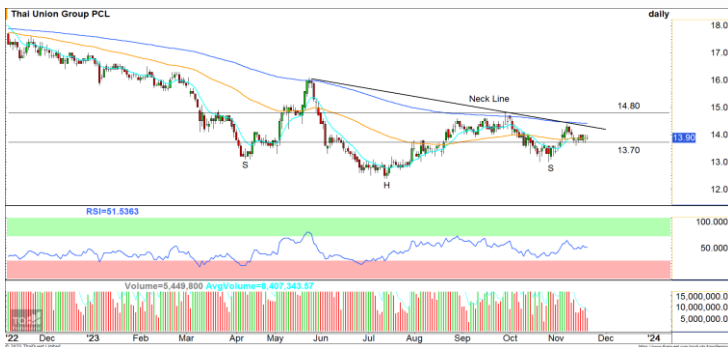 Thai Union Group PCL daily
18.0
17.0
16.0
15.0
14.0
13.0
12.0
Neck Line
14.80
13.90
13.70
S
H
S
RSI=51.5363
100.000
50.000
Volume=5,449,800 AvgVolume=8,407,343.57
15,000,000.0
10,000,000.0
5,000,000.0
'22 Dec '23 Feb Mar Apr May Jun Jul Aug Sep Oct Nov Dec '24